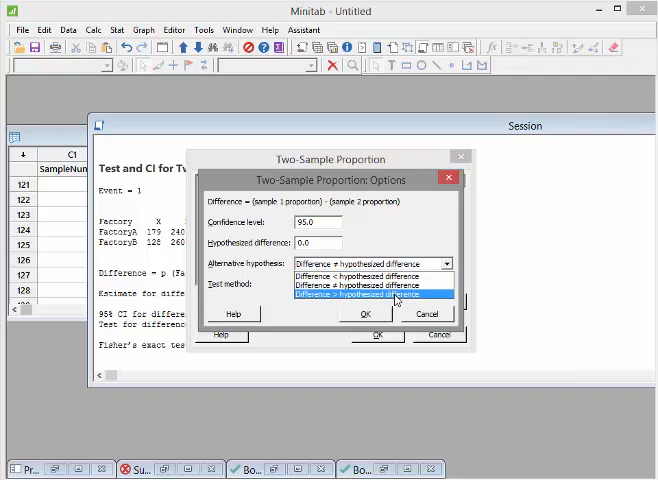 Minitab - Untitled
File Edit Data Calc Stat Graph Editor Tools Window Help Assistant
Session
C1
SampleNum
121
122
123
124
125
126
127
128
Test and CI for Tw
Event = 1
Factory X
FactoryA 179 240
FactoryB 128 260
Difference = p (Fa
Estimate for diffe
95% CI for differe
Test for differenc
Fisher's exact tes
Two-Sample Proportion
Two-Sample Proportion: Options
Difference = (sample 1 proportion) - (sample 2 proportion)
Confidence level: 95.0
Hypothesized difference: 0.0
Alternative hypothesis: Difference ≠ hypothesized difference
Difference < hypothesized difference
Difference ≠ hypothesized difference
Difference > hypothesized difference
Test method:
Help OK Cancel
Help OK Cancel
Pr... Su... Bo... Bo...